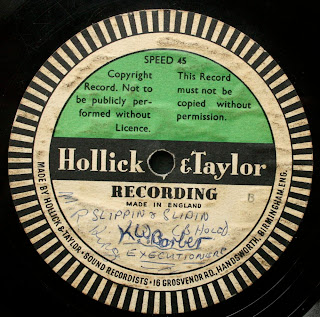 SPEED 45
Copyright
Record. Not to
be publicly per-
formed without
Licence.
This Record
must not be
copied without
permission.
Hollick & Taylor
RECORDING
MADE IN ENGLAND
SLIPPIN & SLIDIN
Barber
EXECUTIONER
MADE BY HOLLICK & TAYLOR • SOUND RECORDISTS • 16 GROSVENOR RD., HANDSWORTH, BIRMINGHAM. ENG.